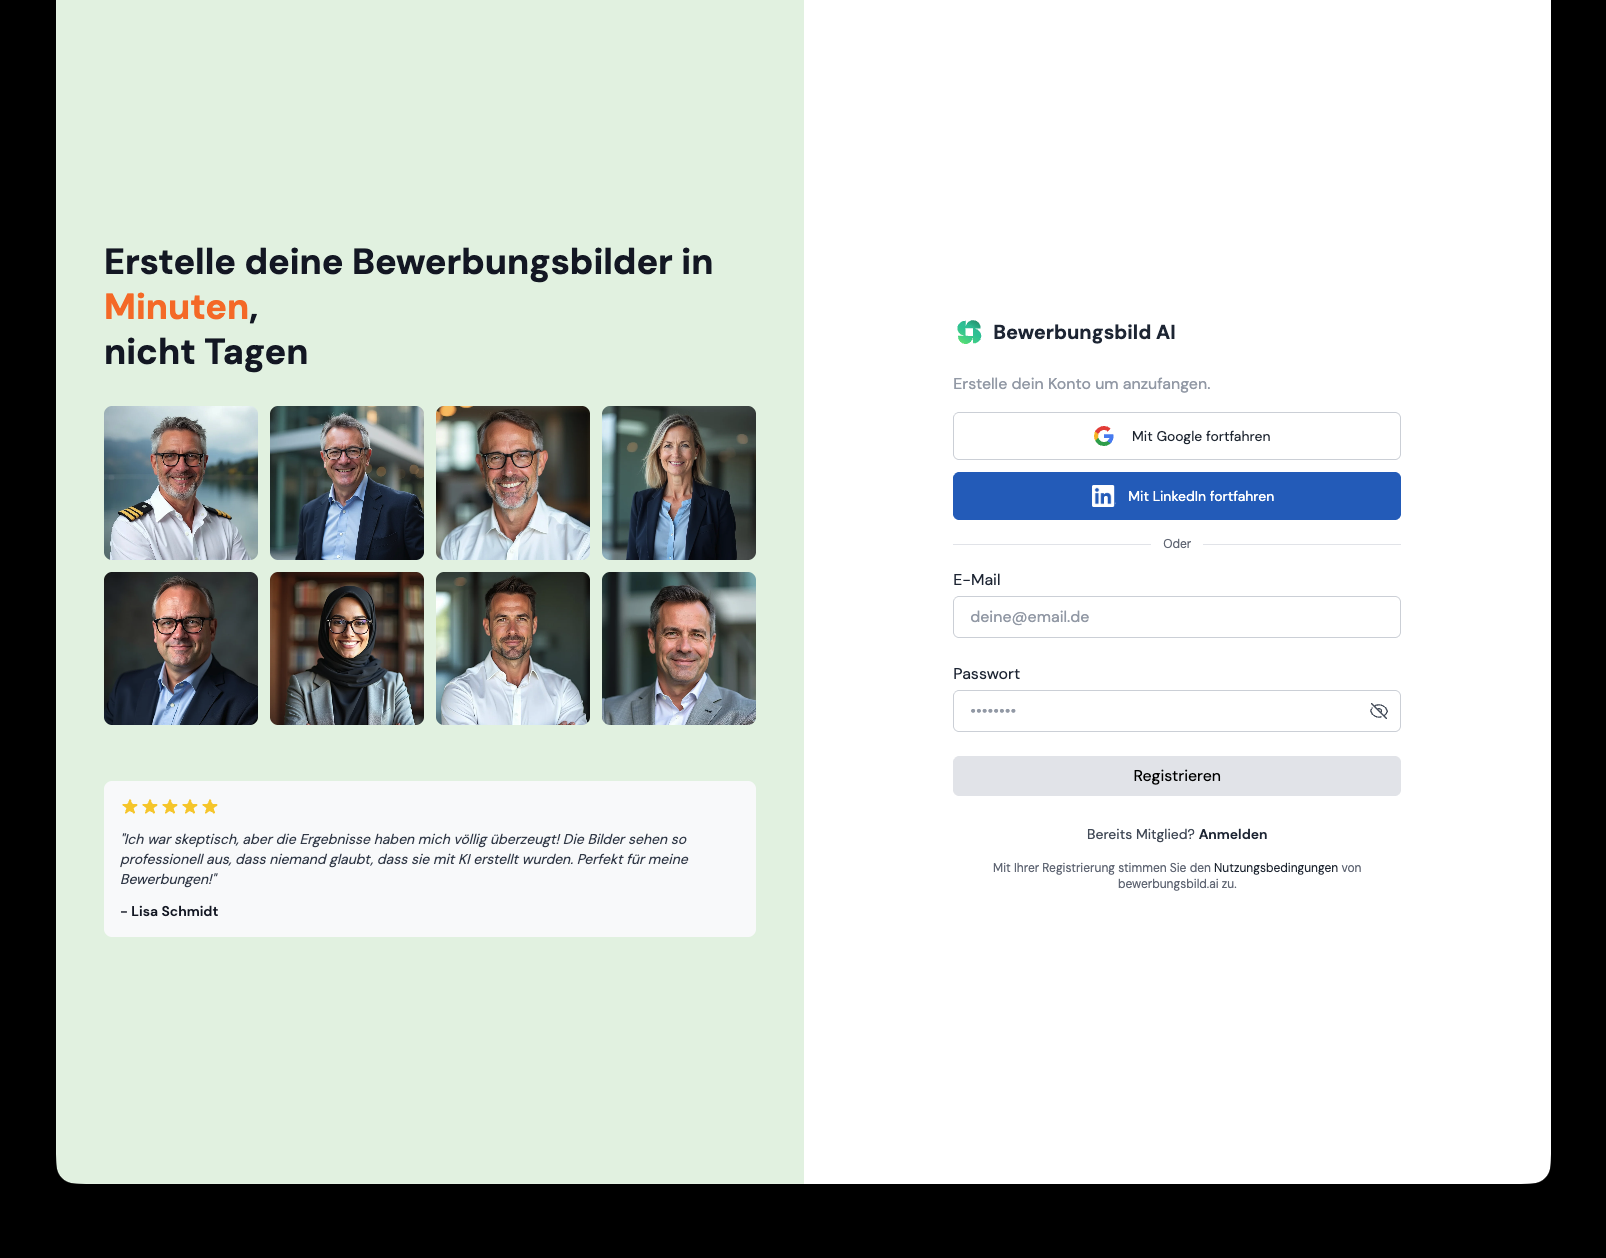 Erstelle deine Bewerbungsbilder in
Minuten,
nicht Tagen
"Ich war skeptisch, aber die Ergebnisse haben mich völlig überzeugt! Die Bilder sehen so
professionell aus, dass niemand glaubt, dass sie mit KI erstellt wurden. Perfekt für meine
Bewerbungen!"
- Lisa Schmidt
Bewerbungsbild AI
Erstelle dein Konto um anzufangen.
Mit Google fortfahren
Mit LinkedIn fortfahren
Oder
E-Mail
deine@email.de
Passwort
••••••••
Registrieren
Bereits Mitglied? Anmelden
Mit Ihrer Registrierung stimmen Sie den Nutzungsbedingungen von
bewerbungsbild.ai zu.